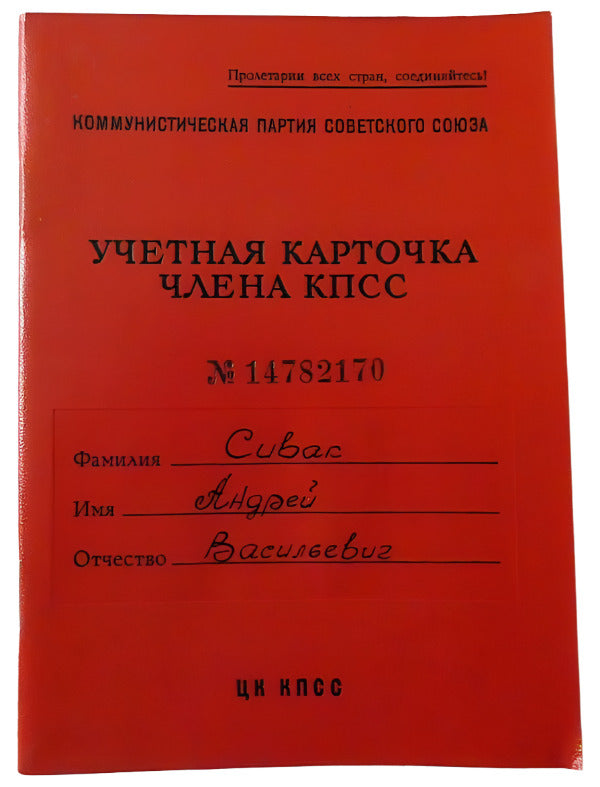 Пролетарии всех стран, соединяйтесь!
КОММУНИСТИЧЕСКАЯ ПАРТИЯ СОВЕТСКОГО СОЮЗА
УЧЕТНАЯ КАРТОЧКА
ЧЛЕНА КПСС
№ 14782170
Фамилия Сивак
Имя Андрей
Отчество Васильевич
ЦК КПСС